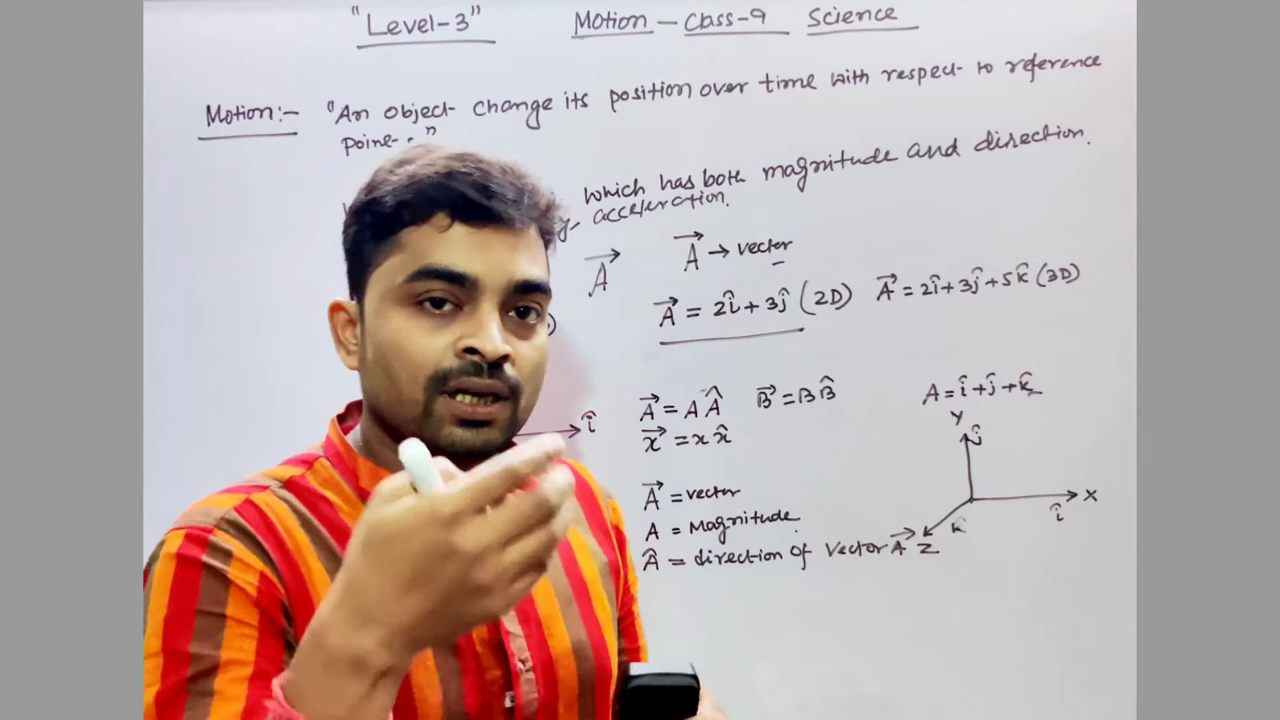 "Level-3" Motion - Class-9 Science
Motion:- "An object change its position over time with respect to reference
point."
which has both magnitude and direction.
acceleration.
A⃗ A⃗ → vector
A⃗ = 2î + 3ĵ (2D) A⃗ = 2î + 3ĵ + 5k̂ (3D)
A⃗ = A Â B⃗ = B B̂
x⃗ = x x̂
A = î + ĵ + k̂
Y
ĵ
î
A⃗ = vector
A = Magnitude
Â = direction of vector A⃗
X
î
k̂
Z